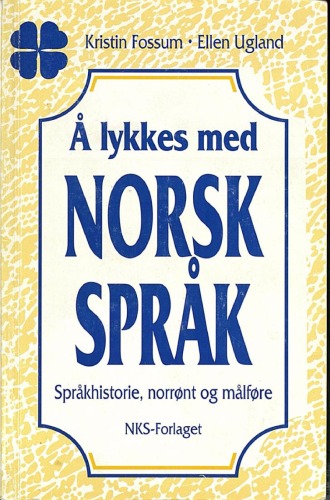 Kristin Fossum • Ellen Ugland
Å lykkes med
NORSK
SPRÅK
Språkhistorie, norrønt og målføre
NKS-Forlaget